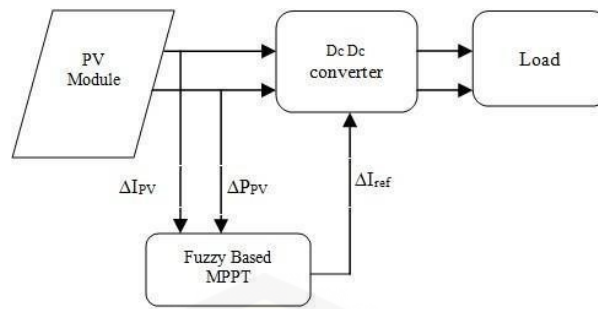 PV
Module
Dc Dc
converter
Load
ΔIPV
ΔPPV
ΔIref
Fuzzy Based
MPPT